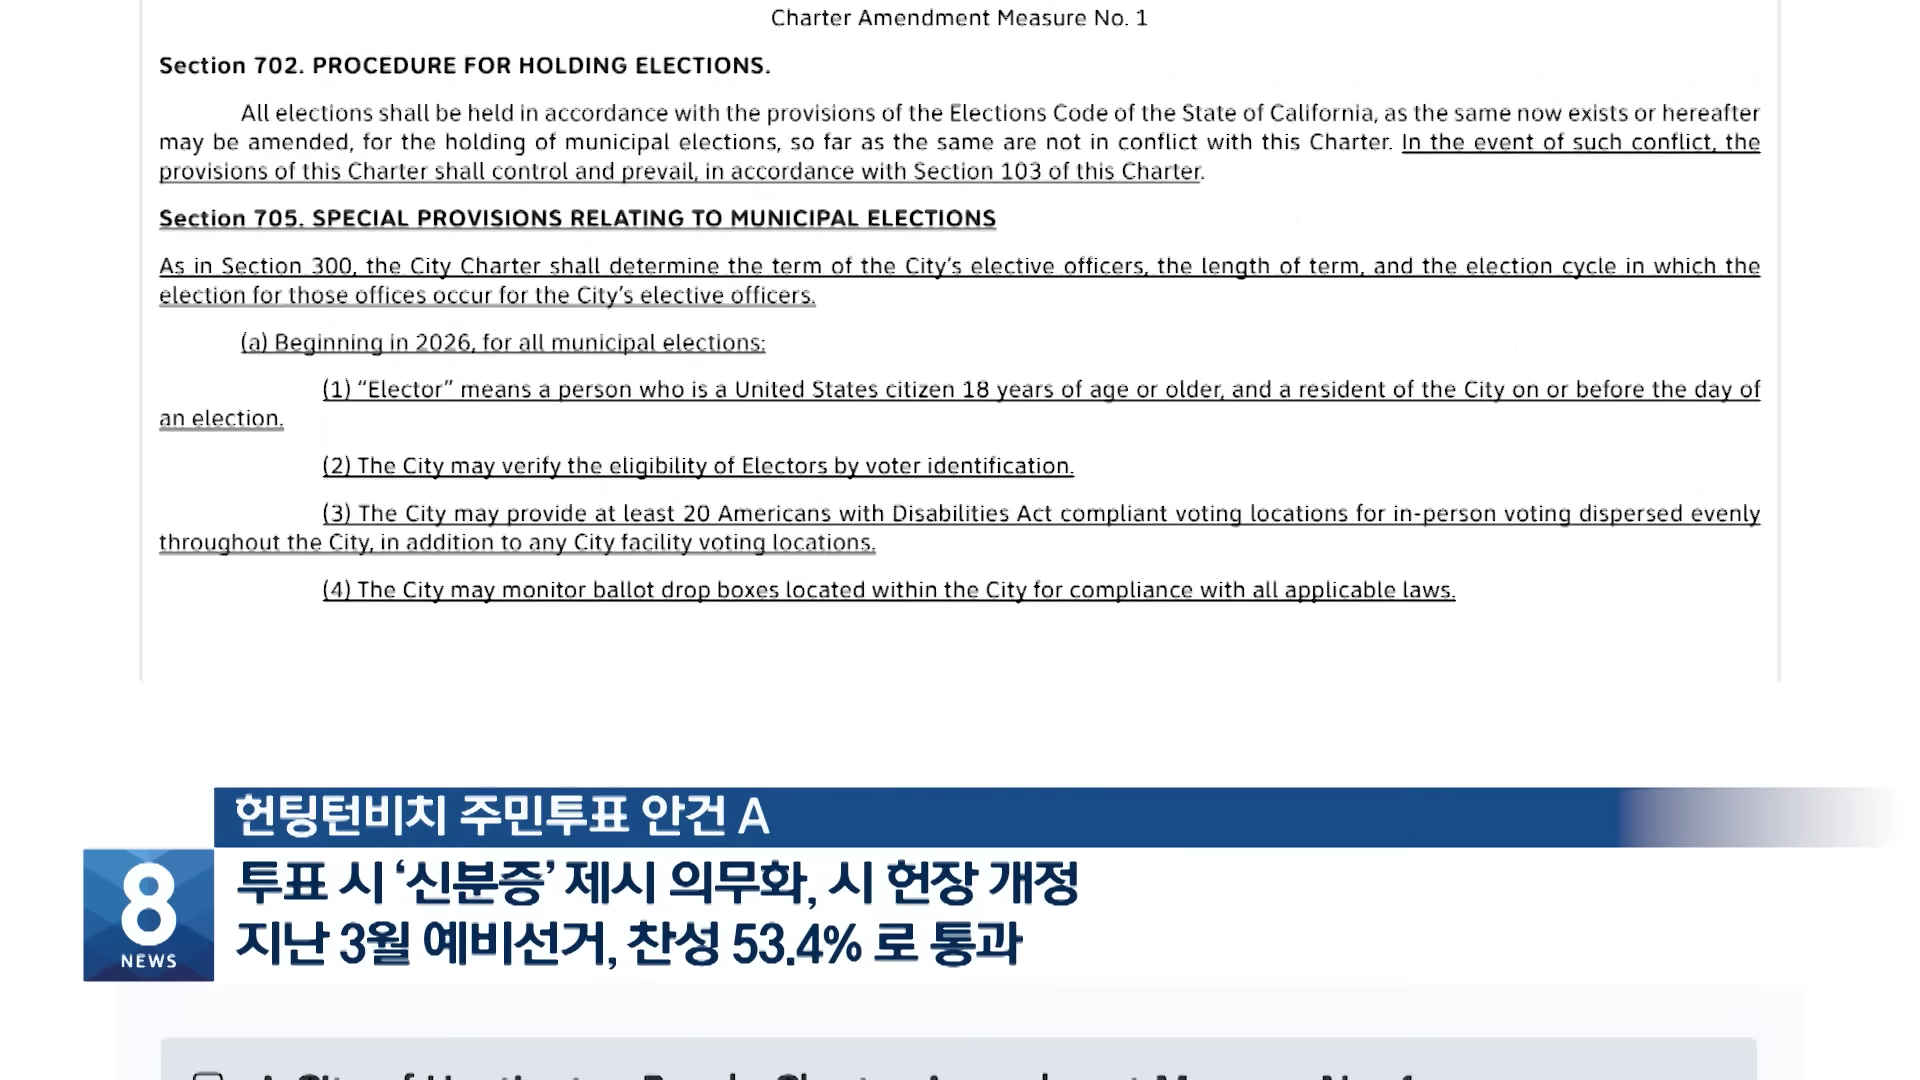 Charter Amendment Measure No. 1
Section 702. PROCEDURE FOR HOLDING ELECTIONS.
All elections shall be held in accordance with the provisions of the Elections Code of the State of California, as the same now exists or hereafter
may be amended, for the holding of municipal elections, so far as the same are not in conflict with this Charter. In the event of such conflict, the
provisions of this Charter shall control and prevail, in accordance with Section 103 of this Charter.
Section 705. SPECIAL PROVISIONS RELATING TO MUNICIPAL ELECTIONS
As in Section 300, the City Charter shall determine the term of the City’s elective officers, the length of term, and the election cycle in which the
election for those offices occur for the City’s elective officers.
(a) Beginning in 2026, for all municipal elections:
(1) “Elector” means a person who is a United States citizen 18 years of age or older, and a resident of the City on or before the day of
an election.
(2) The City may verify the eligibility of Electors by voter identification.
(3) The City may provide at least 20 Americans with Disabilities Act compliant voting locations for in-person voting dispersed evenly
throughout the City, in addition to any City facility voting locations.
(4) The City may monitor ballot drop boxes located within the City for compliance with all applicable laws.
헌팅턴비치 주민투표 안건 A
투표 시 ‘신분증’ 제시 의무화, 시 헌장 개정
지난 3월 예비선거, 찬성 53.4% 로 통과
8
NEWS